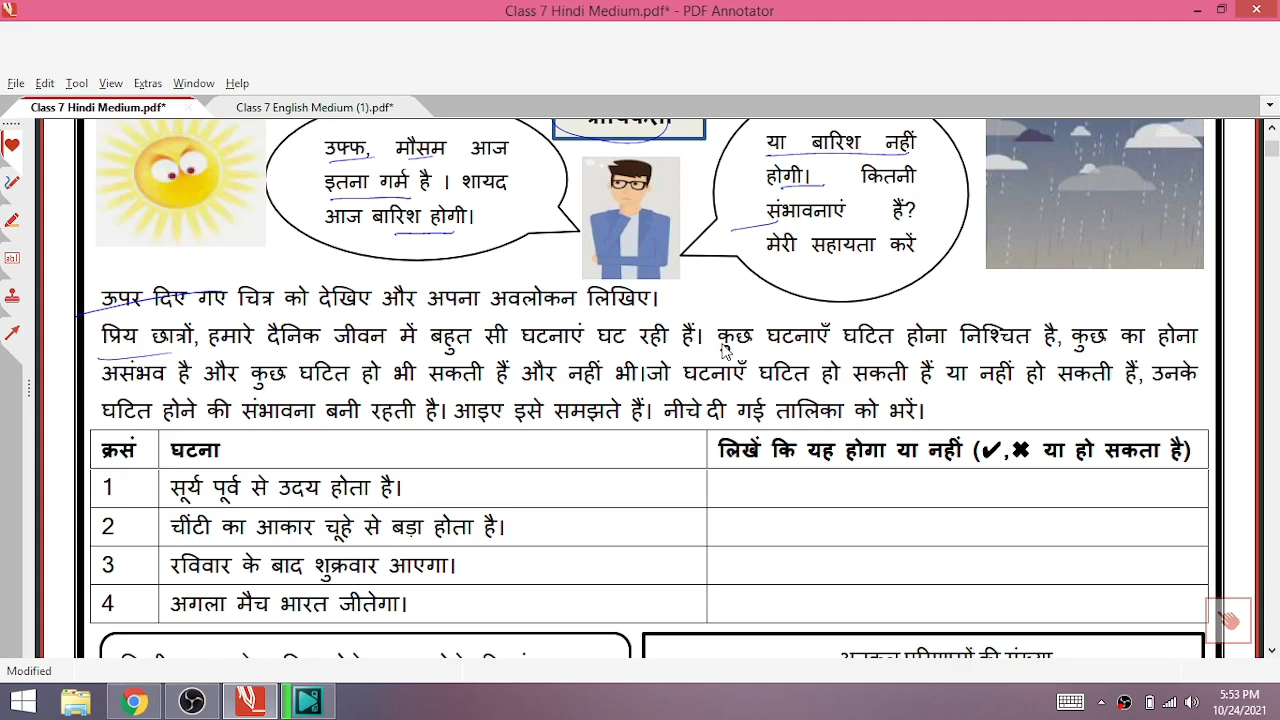 Class 7 Hindi Medium.pdf* - PDF Annotator
File Edit Tool View Extras Window Help
Class 7 Hindi Medium.pdf*
Class 7 English Medium (1).pdf*
उफ्फ, मौसम आज
इतना गर्म है । शायद
आज बारिश होगी।
या बारिश नहीं
होगी। कितनी
संभावनाएं हैं?
मेरी सहायता करें
ऊपर दिए गए चित्र को देखिए और अपना अवलोकन लिखिए।
प्रिय छात्रों, हमारे दैनिक जीवन में बहुत सी घटनाएं घट रही हैं। कुछ घटनाएँ घटित होना निश्चित है, कुछ का होना
असंभव है और कुछ घटित हो भी सकती हैं और नहीं भी।जो घटनाएँ घटित हो सकती हैं या नहीं हो सकती हैं, उनके
घटित होने की संभावना बनी रहती है। आइए इसे समझते हैं। नीचे दी गई तालिका को भरें।
क्रसं घटना लिखें कि यह होगा या नहीं (✔,✖ या हो सकता है)
1 सूर्य पूर्व से उदय होता है।
2 चींटी का आकार चूहे से बड़ा होता है।
3 रविवार के बाद शुक्रवार आएगा।
4 अगला मैच भारत जीतेगा।
अनुकूल परिणामों की संख्या
Modified
5:53 PM
10/24/2021